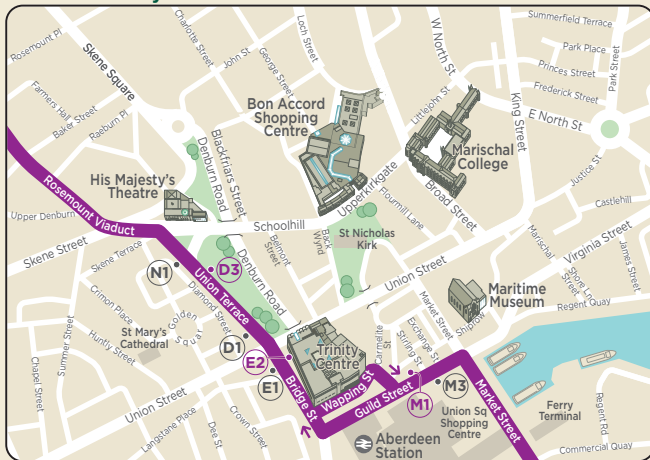 Rosemount Pl
Skene Square
Charlotte Street
John St
George Street
Loch Street
W North St
Summerfield Terrace
Park Place
Princes Street
Frederick Street
Park Street
E North St
King Street
Littlejohn St
Farmers Hall
Baker Street
Raeburn Pl
Bon Accord
Shopping
Centre
Marischal
College
Justice St
Castlehill
Blackfriars Street
Denburn Road
His Majesty's
Theatre
Upperkirkgate
Flourmill Lane
Broad Street
Rosemount Viaduct
Upper Denburn
Skene Street
Schoolhill
Belmont
Street
Back
Wynd
St Nicholas
Kirk
Union Street
Marischal
Street
Virginia Street
Shore Lne
James Street
Regent Quay
Skene Terrace
N1
D3
Denburn Road
Union Terrace
Diamond Street
Golden
Square
Crimon Place
Huntly Street
St Mary's
Cathedral
Summer Street
Chapel Street
D1
E2
E1
Trinity
Centre
Carmelite
St
Stirling St
Exchange St
Market Street
Maritime
Museum
Shiprow
Bridge St
Wapping St
Guild Street
M1
M3
Market Street
Union Street
Langstane Place
Dee St
Crown Street
Union Sq
Shopping
Centre
Aberdeen
Station
Ferry
Terminal
Regent Rd
Commercial Quay